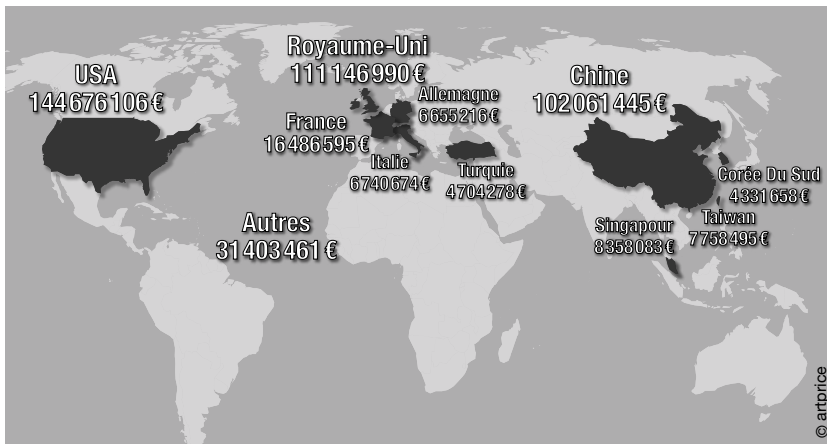 USA
144 676 106 €
Royaume-Uni
111 146 990 €
Allemagne
6 655 216 €
France
16 486 595 €
Italie
6 740 674 €
Turquie
4 704 278 €
Chine
102 061 445 €
Corée Du Sud
4 331 658 €
Taiwan
7 758 495 €
Singapour
8 358 083 €
Autres
31 403 461 €
© artprice